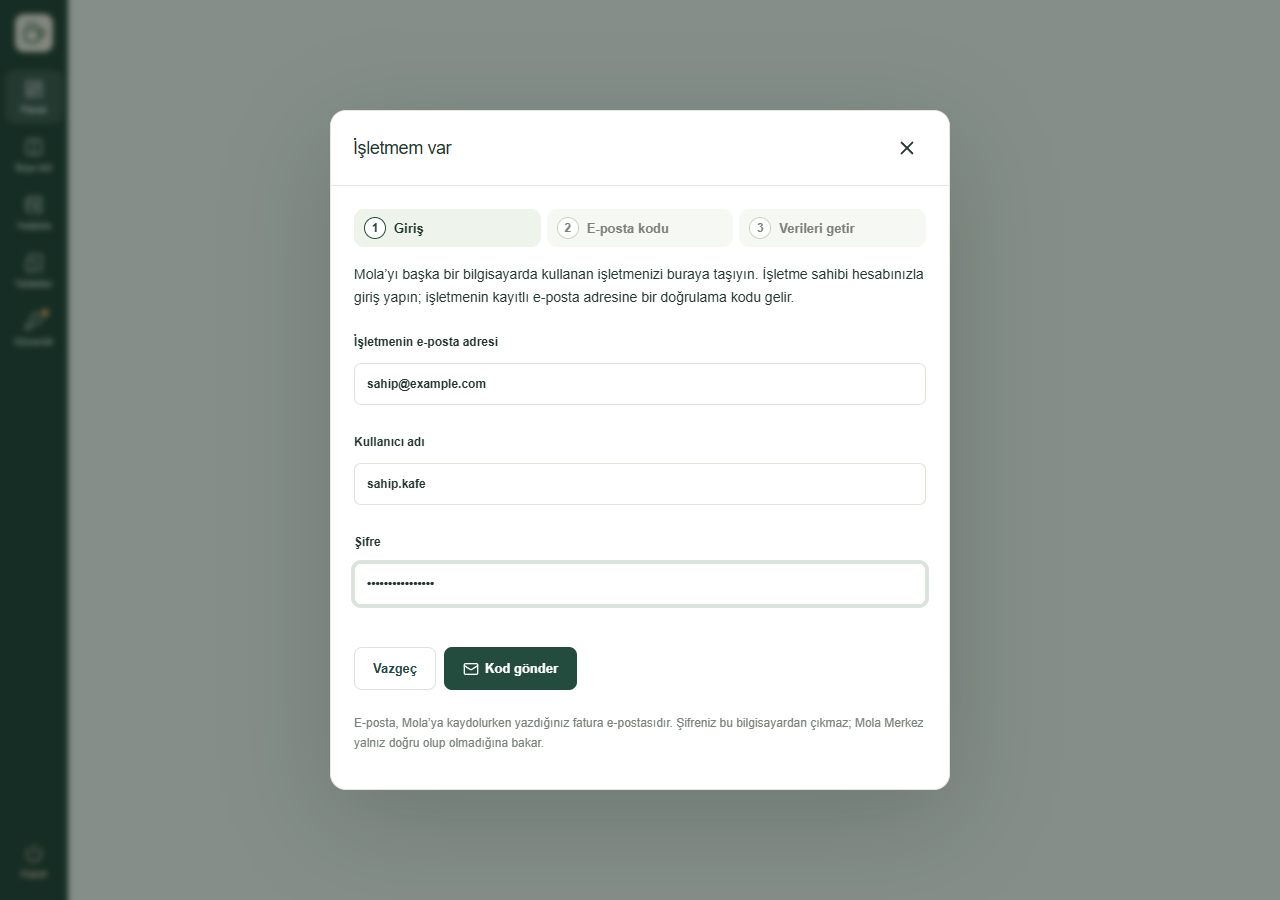 İşletmem var
1 Giriş
2 E-posta kodu
3 Verileri getir
Mola’yı başka bir bilgisayarda kullanan işletmenizi buraya taşıyın. İşletme sahibi hesabınızla
giriş yapın; işletmenin kayıtlı e-posta adresine bir doğrulama kodu gelir.
İşletmenin e-posta adresi
sahip@example.com
Kullanıcı adı
sahip.kafe
Şifre
••••••••••••••••
Vazgeç
Kod gönder
E-posta, Mola’ya kaydolurken yazdığınız fatura e-postasıdır. Şifreniz bu bilgisayardan çıkmaz; Mola Merkez
yalnız doğru olup olmadığına bakar.